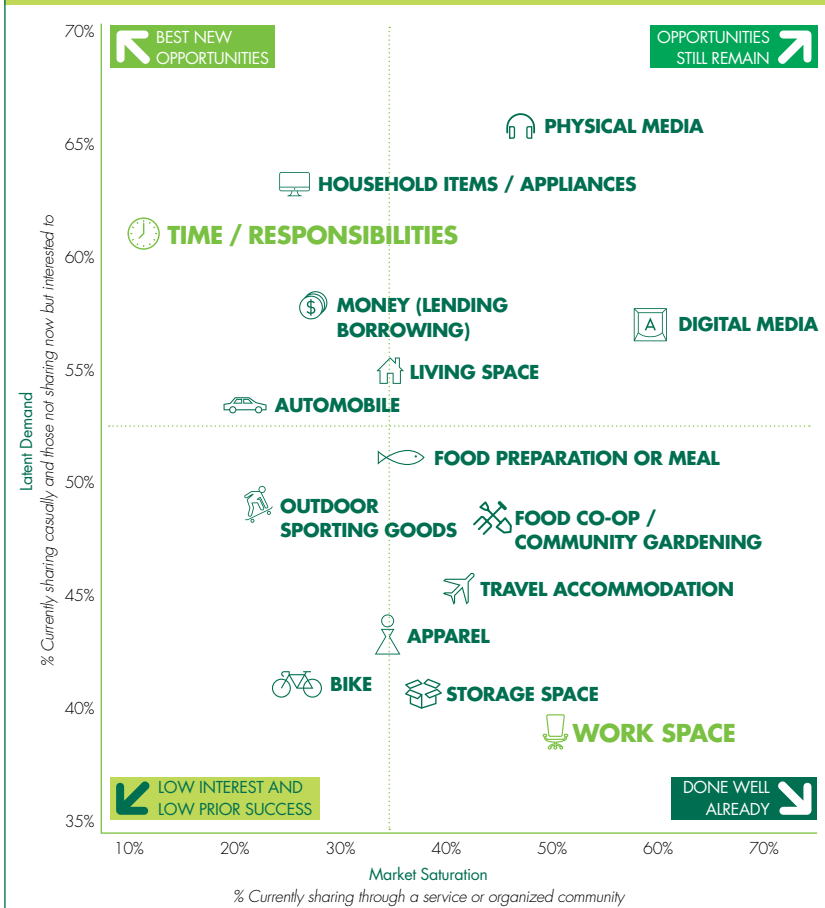 70%
BEST NEW
OPPORTUNITIES
OPPORTUNITIES
STILL REMAIN
PHYSICAL MEDIA
65%
HOUSEHOLD ITEMS / APPLIANCES
TIME / RESPONSIBILITIES
60%
MONEY (LENDING
BORROWING)
DIGITAL MEDIA
A
$
55%
LIVING SPACE
AUTOMOBILE
FOOD PREPARATION OR MEAL
50%
OUTDOOR
SPORTING GOODS
FOOD CO-OP /
COMMUNITY GARDENING
45%
TRAVEL ACCOMMODATION
APPAREL
BIKE
STORAGE SPACE
40%
WORK SPACE
LOW INTEREST AND
LOW PRIOR SUCCESS
DONE WELL
ALREADY
35%
Latent Demand
% Currently sharing casually and those not sharing now but interested to
10% 20% 30% 40% 50% 60% 70%
Market Saturation
% Currently sharing through a service or organized community